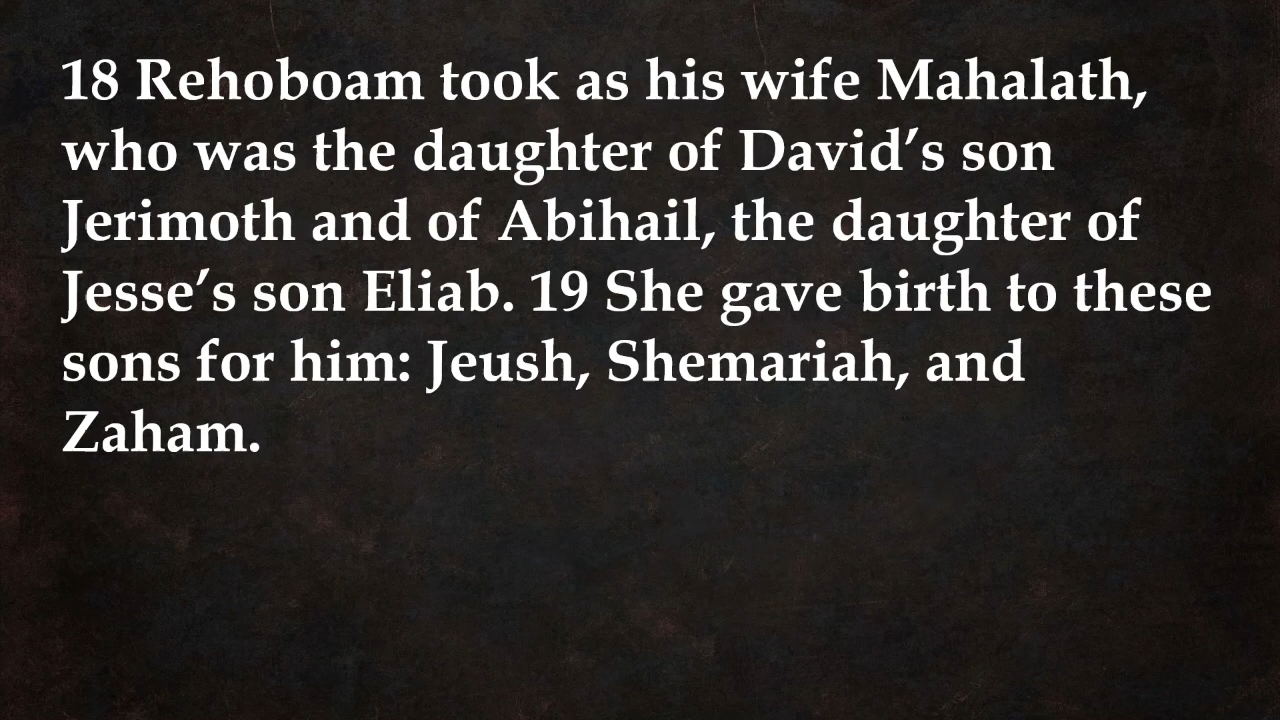 18 Rehoboam took as his wife Mahalath,
who was the daughter of David’s son
Jerimoth and of Abihail, the daughter of
Jesse’s son Eliab. 19 She gave birth to these
sons for him: Jeush, Shemariah, and
Zaham.